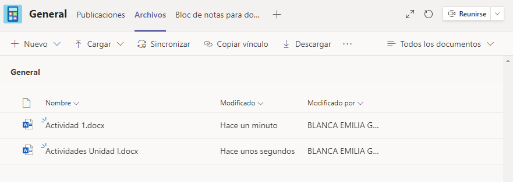 General Publicaciones Archivos Bloc de notas para do... Reunirse
Nuevo Cargar Sincronizar Copiar vínculo Descargar ... Todos los documentos
General
Nombre Modificado Modificado por
Actividad 1.docx Hace un minuto BLANCA EMILIA G...
Actividades Unidad I.docx Hace unos segundos BLANCA EMILIA G...